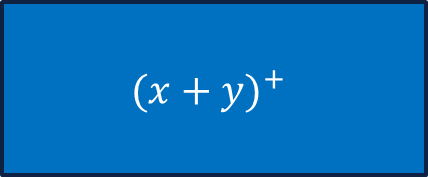 (x + y)⁺